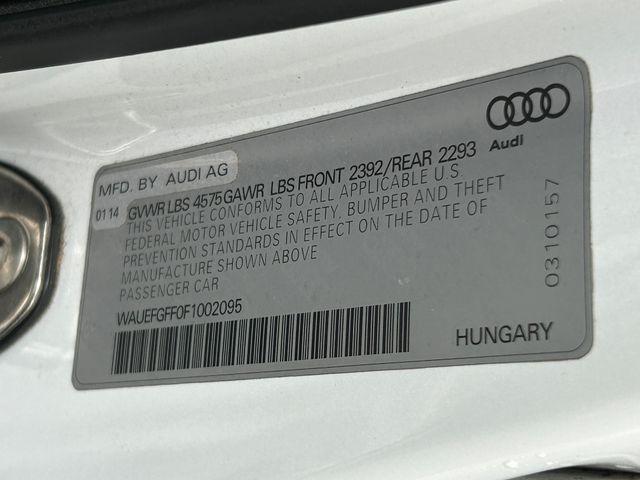 Audi
MFD. BY AUDI AG
01 14 GVWR LBS 4575 GAWR LBS FRONT 2392/REAR 2293
THIS VEHICLE CONFORMS TO ALL APPLICABLE U.S.
FEDERAL MOTOR VEHICLE SAFETY, BUMPER AND THEFT
PREVENTION STANDARDS IN EFFECT ON THE DATE OF
MANUFACTURE SHOWN ABOVE
PASSENGER CAR
WAUEFGFF0F1002095
HUNGARY
0310157